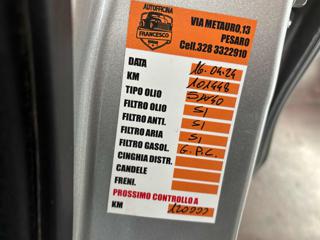 AUTOFFICINA
FRANCESCO
VIA METAURO,13
PESARO
Cell.328 3322910
DATA 16.04.24
KM 101448
TIPO OLIO 5W40
FILTRO OLIO SI
FILTRO ANTI. SI
FILTRO ARIA SI
FILTRO GASOL. G.P.C.
CINGHIA DISTR.
CANDELE
FRENI.
PROSSIMO CONTROLLO A
KM 120000